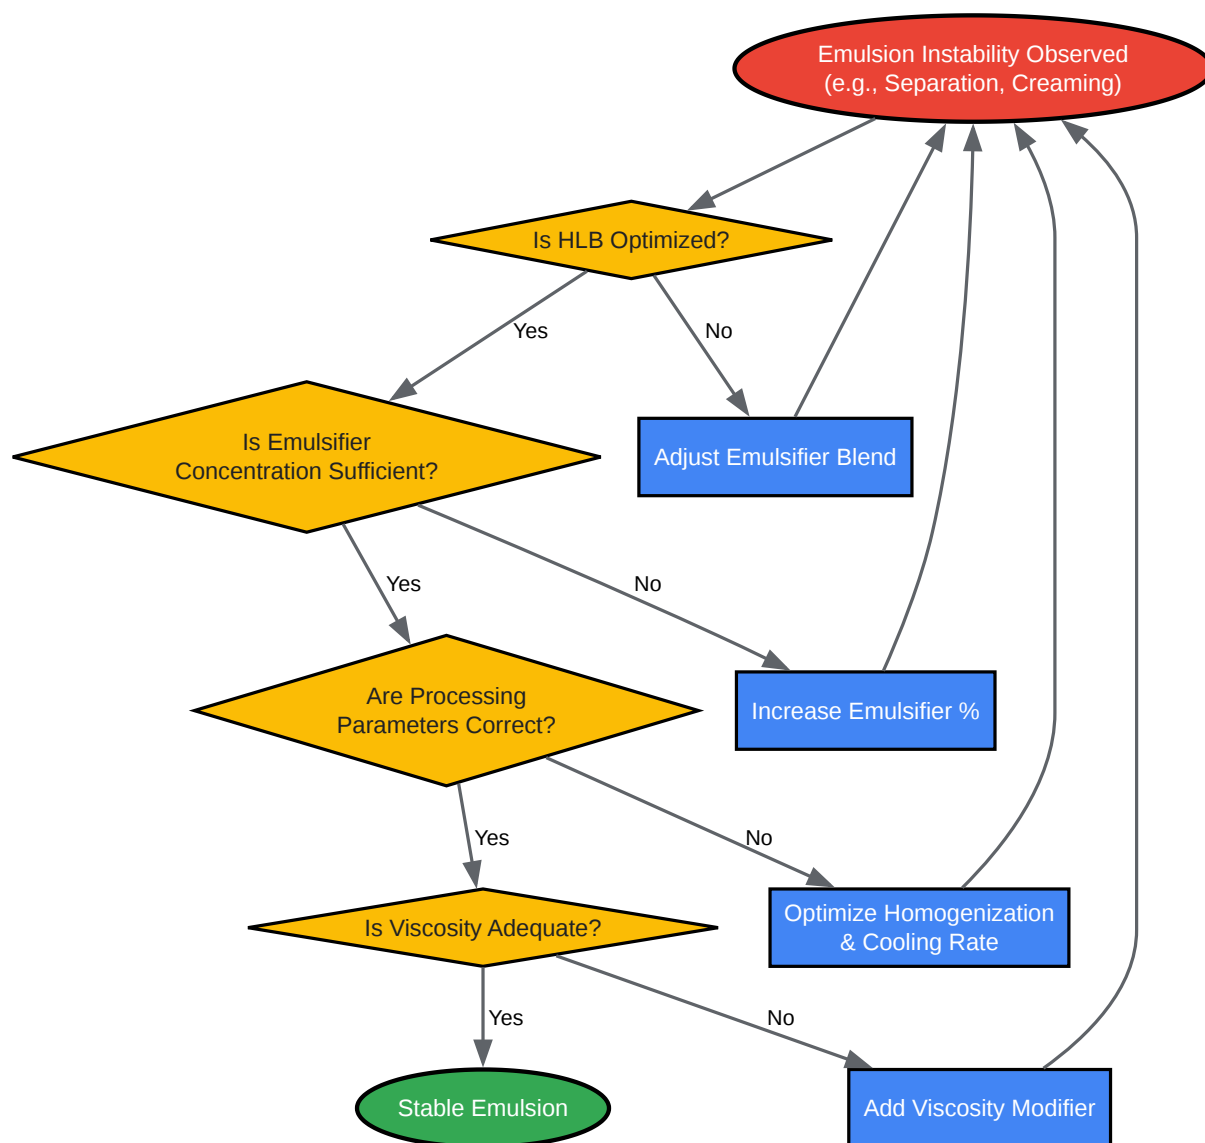 Emulsion Instability Observed
(e.g., Separation, Creaming)
Is HLB Optimized?
Yes
No
Is Emulsifier
Concentration Sufficient?
Adjust Emulsifier Blend
Yes
No
Are Processing
Parameters Correct?
Increase Emulsifier %
Yes
No
Is Viscosity Adequate?
Optimize Homogenization
& Cooling Rate
Yes
No
Stable Emulsion
Add Viscosity Modifier